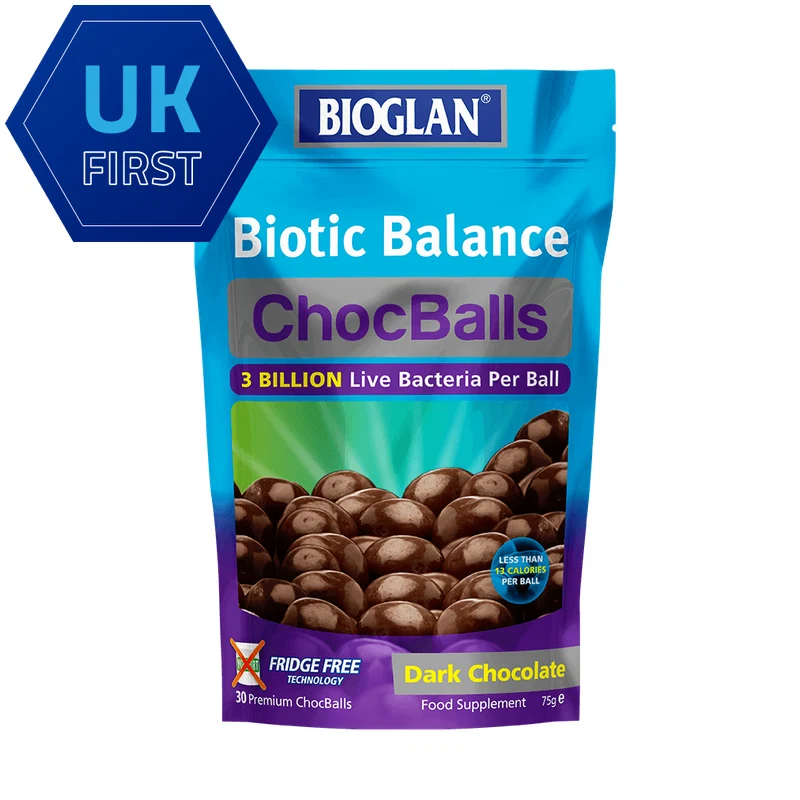 UK
FIRST
BIOGLAN®
Biotic Balance
ChocBalls
3 BILLION Live Bacteria Per Ball
LESS THAN
13 CALORIES
PER BALL
FRIDGE FREE
TECHNOLOGY
Dark Chocolate
30 Premium ChocBalls
Food Supplement 75g e